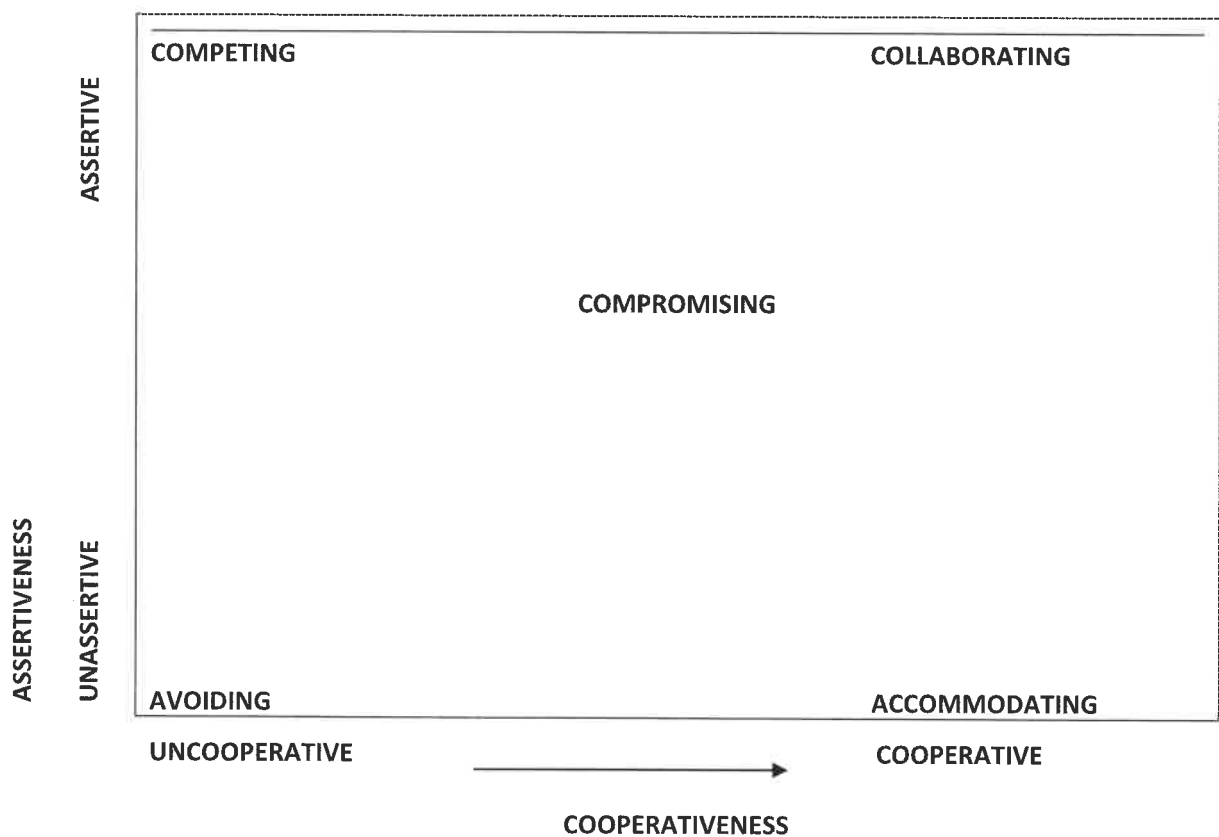 COMPETING
COLLABORATING
ASSERTIVE
COMPROMISING
ASSERTIVENESS
UNASSERTIVE
AVOIDING
ACCOMMODATING
UNCOOPERATIVE
COOPERATIVE
COOPERATIVENESS